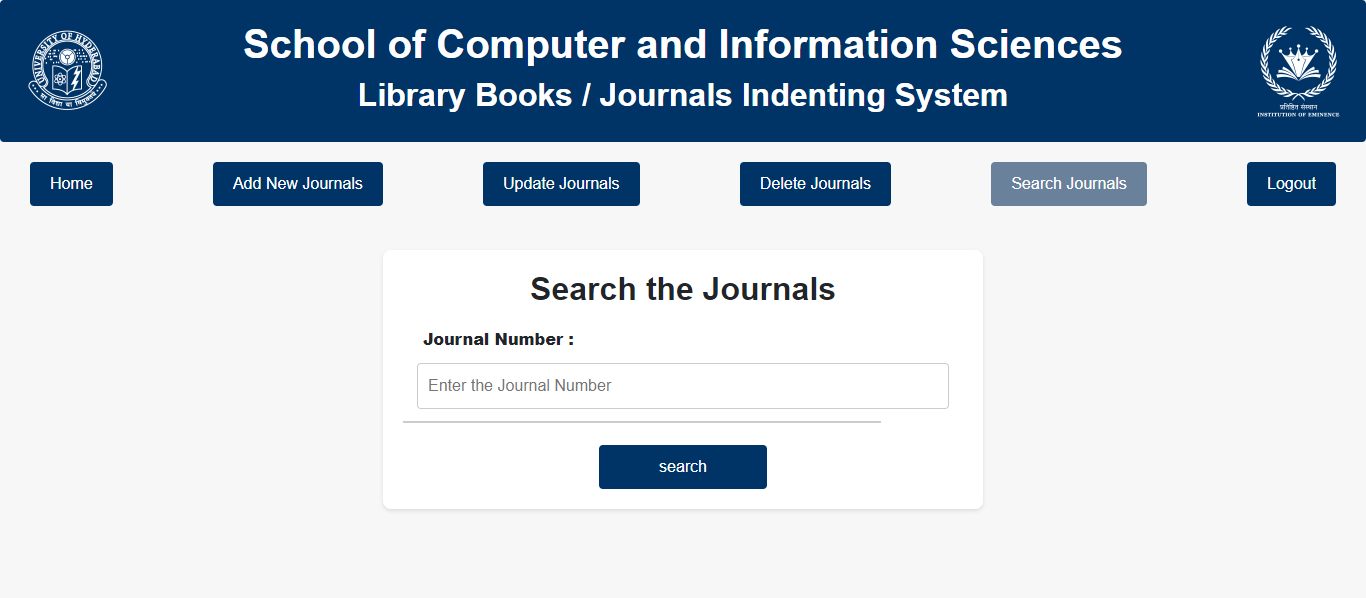 School of Computer and Information Sciences
Library Books / Journals Indenting System
UNIVERSITY OF HYDERABAD
सा विद्या या विमुक्तये
प्रतिष्ठित संस्थान
INSTITUTION OF EMINENCE
Home
Add New Journals
Update Journals
Delete Journals
Search Journals
Logout
Search the Journals
Journal Number :
Enter the Journal Number
search